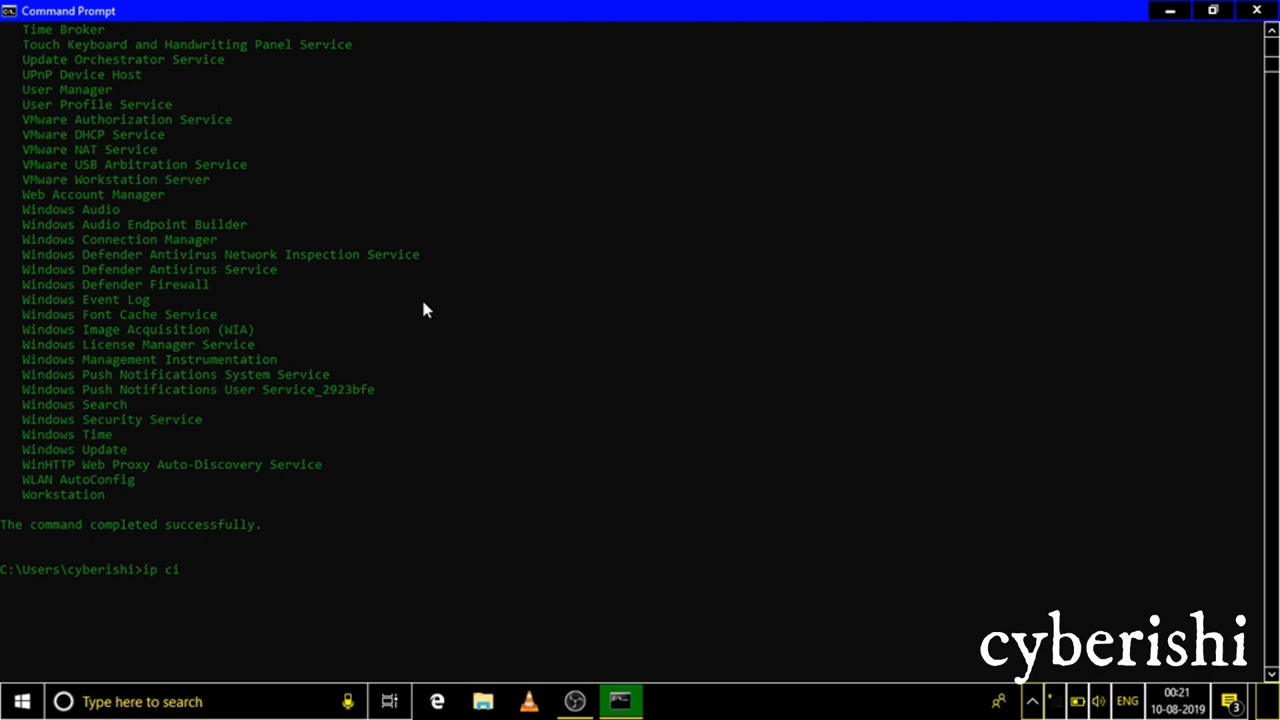 Command Prompt
Time Broker
Touch Keyboard and Handwriting Panel Service
Update Orchestrator Service
UPnP Device Host
User Manager
User Profile Service
VMware Authorization Service
VMware DHCP Service
VMware NAT Service
VMware USB Arbitration Service
VMware Workstation Server
Web Account Manager
Windows Audio
Windows Audio Endpoint Builder
Windows Connection Manager
Windows Defender Antivirus Network Inspection Service
Windows Defender Antivirus Service
Windows Defender Firewall
Windows Event Log
Windows Font Cache Service
Windows Image Acquisition (WIA)
Windows License Manager Service
Windows Management Instrumentation
Windows Push Notifications System Service
Windows Push Notifications User Service_2923bfe
Windows Search
Windows Security Service
Windows Time
Windows Update
WinHTTP Web Proxy Auto-Discovery Service
WLAN AutoConfig
Workstation
The command completed successfully.
C:\Users\cyberishi>ip ci
cyberishi
Type here to search
ENG
00:21
10-08-2019
3